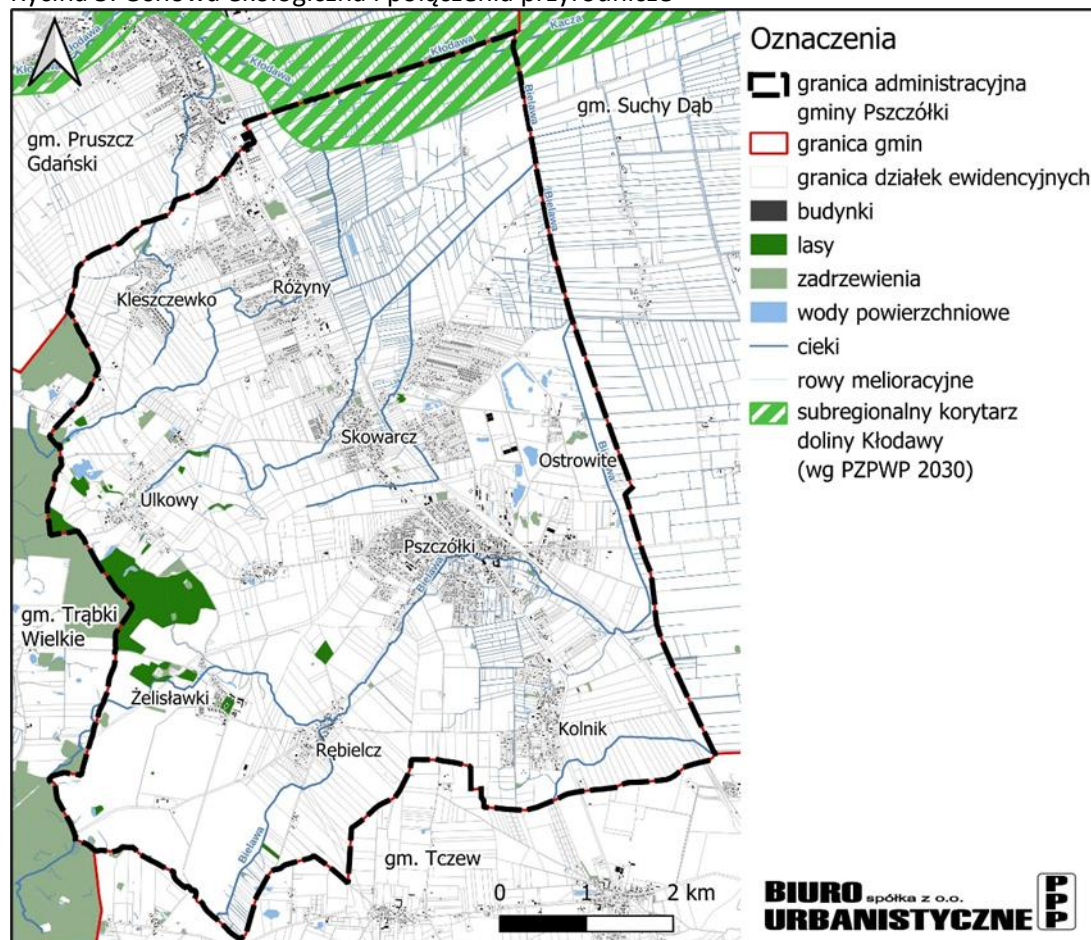 Rycina 3. Osnowa ekologiczna i połączenia przyrodnicze
Kłodawa
Kłodawa
Kłodawa
Kacza
gm. Pruszcz
Gdański
gm. Suchy Dąb
Bielawa
Bielawa
Kleszczewko
Różyny
Skowarcz
Ostrowite
Bielawa
Ulkowy
Pszczółki
Bielawa
gm. Trąbki
Wielkie
Żelisławki
Rębielcz
Kolnik
Bielawa
gm. Tczew
0 1 2 km
Oznaczenia
granica administracyjna
gminy Pszczółki
granica gmin
granica działek ewidencyjnych
budynki
lasy
zadrzewienia
wody powierzchniowe
cieki
rowy melioracyjne
subregionalny korytarz
doliny Kłodawy
(wg PZPWP 2030)
BIURO spółka z o.o.
URBANISTYCZNE
PPP